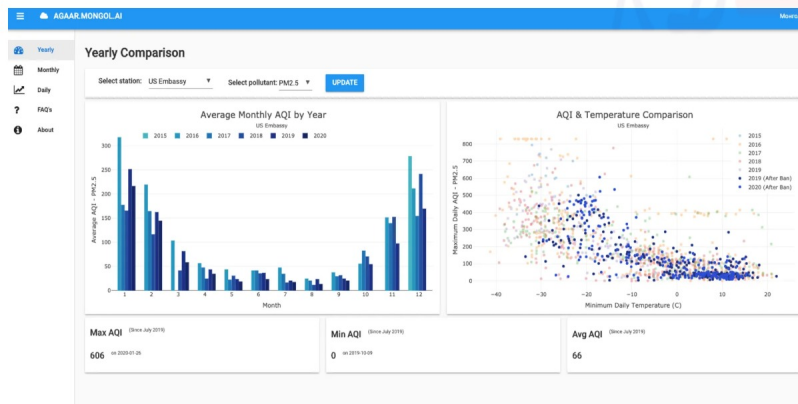 AGAAR.MONGOL.AI
Yearly
Monthly
Daily
FAQ's
About
Yearly Comparison
Select station: US Embassy Select pollutant: PM2.5 UPDATE
Average Monthly AQI by Year
US Embassy
2015 2016 2017 2018 2019 2020
Average AQI - PM2.5
300
250
200
150
100
50
0
1 2 3 4 5 6 7 8 9 10 11 12
Month
AQI & Temperature Comparison
US Embassy
2015
2016
2017
2018
2019
2019 (After Ban)
2020 (After Ban)
Maximum Daily AQI - PM2.5
800
700
600
500
400
300
200
100
0
−40 −30 −20 −10 0 10 20
Minimum Daily Temperature (C)
Max AQI (Since July 2019)
606 on 2020-01-26
Min AQI (Since July 2019)
0 on 2019-10-09
Avg AQI (Since July 2019)
66